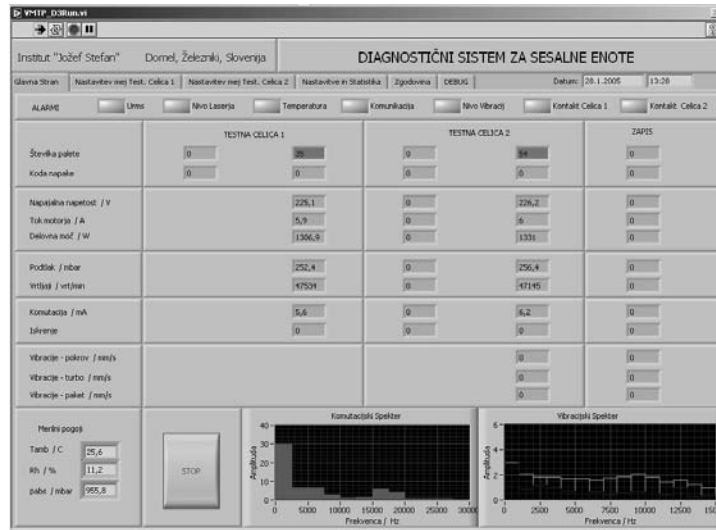 VMTP_D3Run.vi
Institut "Jožef Stefan" Domel, Železniki, Slovenija DIAGNOSTIČNI SISTEM ZA SESALNE ENOTE
Glavna Stran Nastavitev mej Test. Celica 1 Nastavitev mej Test. Celica 2 Nastavitve in Statistika Zgodovina DEBUG Datum: 28.1.2005 13:28
ALARMI Urms Nivo Laserja Temperatura Komunikacija Nivo Vibracij Kontakt Celica 1 Kontakt Celica 2
TESTNA CELICA 1 TESTNA CELICA 2 ZAPIS
Številka palete 0 35 0 54 0
Koda napake 0 0 0 0 0
Napajalna napetost / V 225,1 0 226,2 0
Tok motorja / A 5,9 0 6 0
Delovna moč / W 1306,9 0 1331 0
Podtlak / mbar 252,4 0 256,4 0
Vrtljaji / vrt/min 47534 0 47145 0
Komutacija / mA 5,6 0 6,2 0
Iskrenje 0 0 0 0
Vibracije - pokrov / mm/s 0 0
Vibracije - turbo / mm/s 0 0
Vibracije - paket / mm/s 0 0
Merilni pogoji
Tamb / C 25,6
Rh / % 11,2
pabs / mbar 955,8
STOP
Komutacijski Spekter
Amplituda
40
30
20
10
0
0 5000 10000 15000 20000 25000 30000
Frekvenca / Hz
Vibracijski Spekter
Amplituda
6
4
2
0
0 2500 5000 7500 10000 12500
Frekvenca / Hz